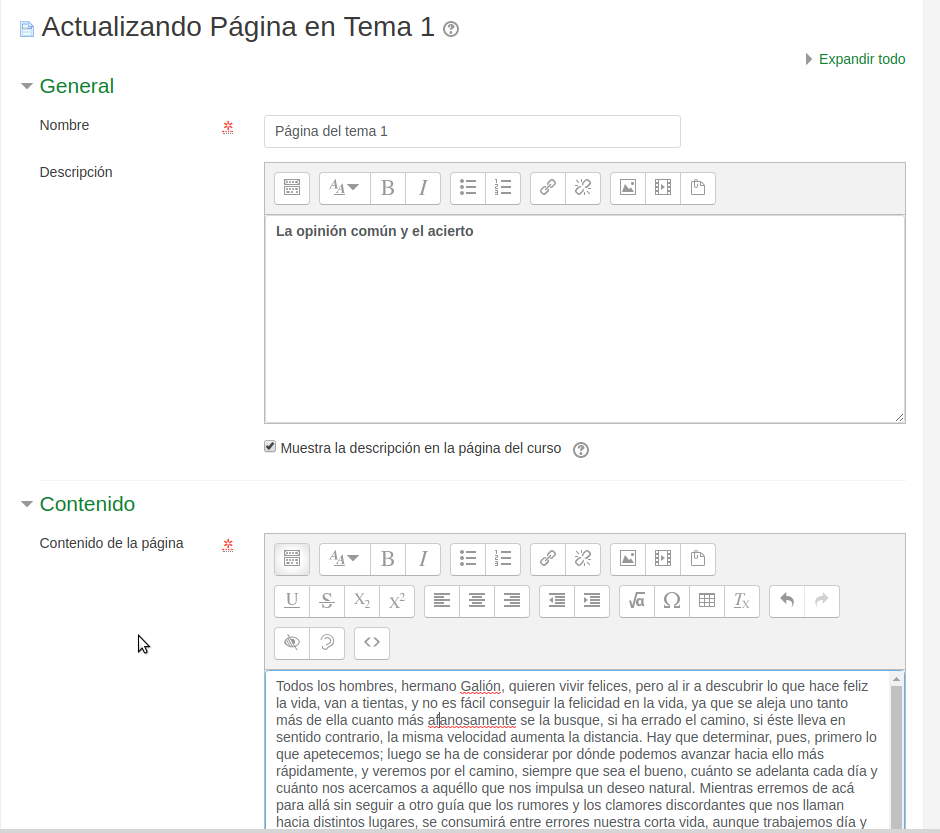 Actualizando Página en Tema 1
Expandir todo
General
Nombre
Página del tema 1
Descripción
La opinión común y el acierto
Muestra la descripción en la página del curso
Contenido
Contenido de la página
Todos los hombres, hermano Galión, quieren vivir felices, pero al ir a descubrir lo que hace feliz
la vida, van a tientas, y no es fácil conseguir la felicidad en la vida, ya que se aleja uno tanto
más de ella cuanto más afanosamente se la busque, si ha errado el camino, si éste lleva en
sentido contrario, la misma velocidad aumenta la distancia. Hay que determinar, pues, primero lo
que apetecemos; luego se ha de considerar por dónde podemos avanzar hacia ello más
rápidamente, y veremos por el camino, siempre que sea el bueno, cuánto se adelanta cada día y
cuánto nos acercamos a aquéllo que nos impulsa un deseo natural. Mientras erremos de acá
para allá sin seguir a otro guía que los rumores y los clamores discordantes que nos llaman
hacia distintos lugares, se consumirá entre errores nuestra corta vida, aunque trabajemos día y